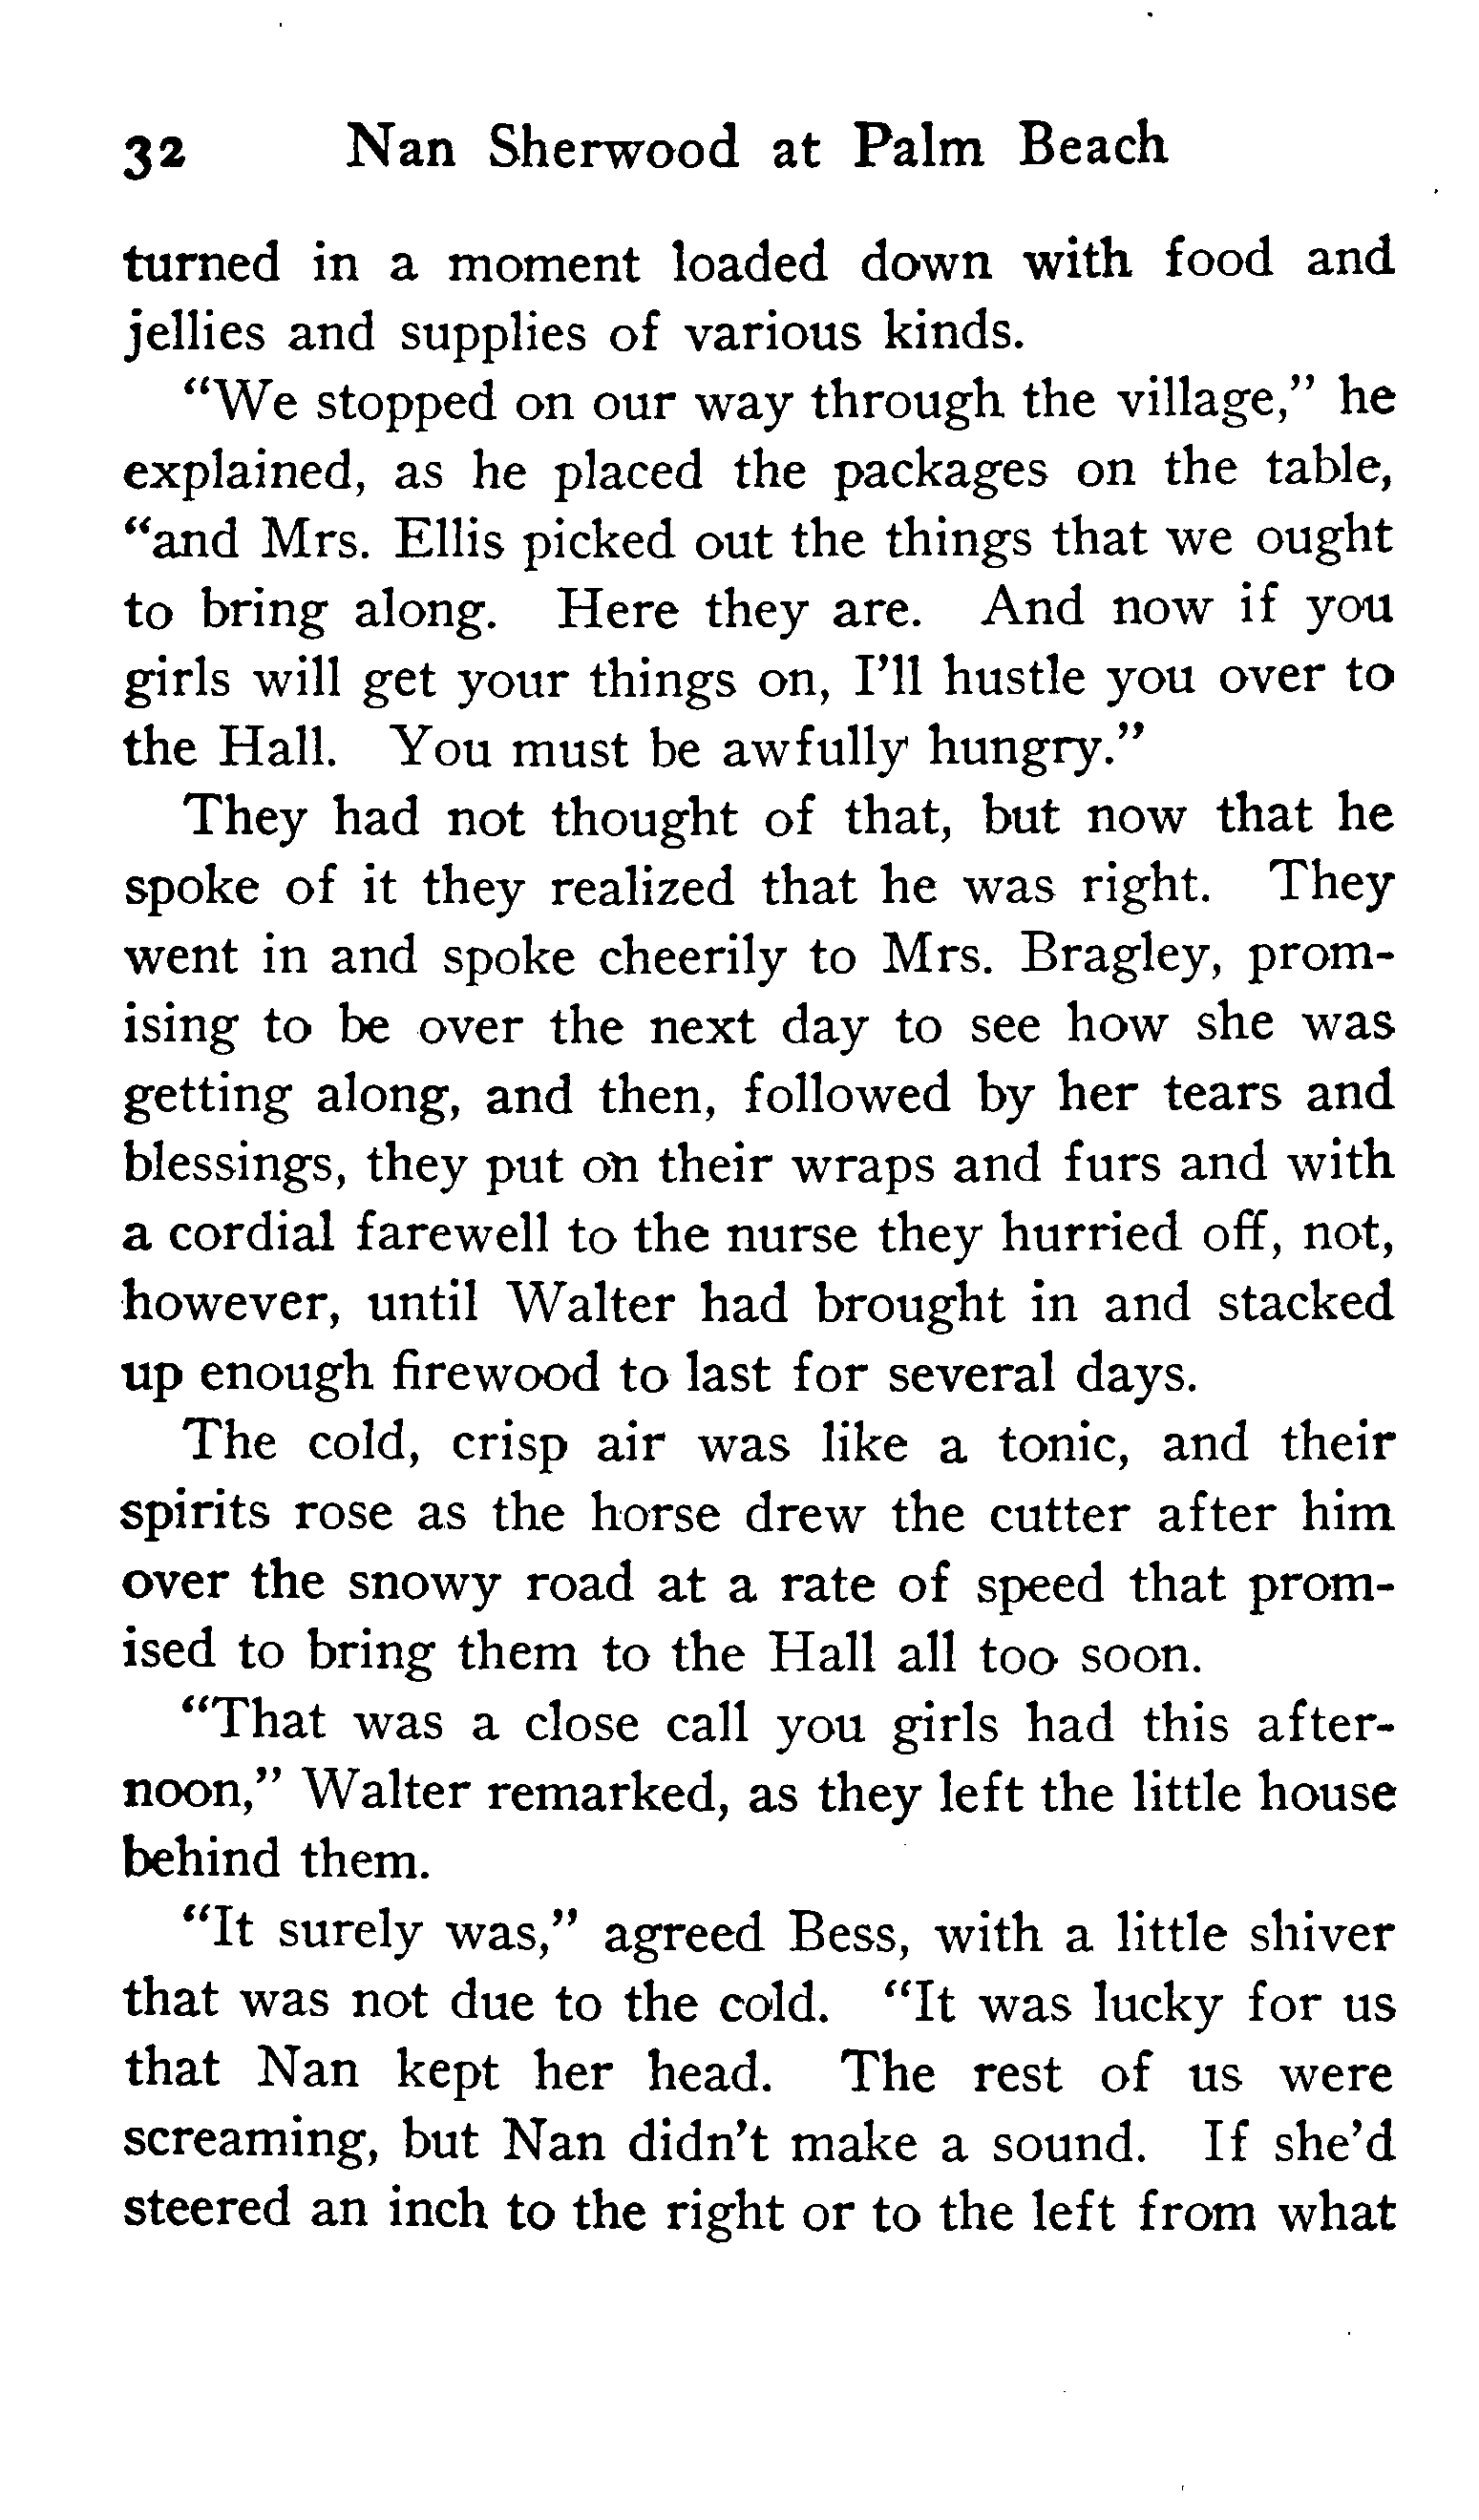 32 Nan Sherwood at Palm Beach
turned in a moment loaded down with food and
jellies and supplies of various kinds.
“We stopped on our way through the village,” he
explained, as he placed the packages on the table,
“and Mrs. Ellis picked out the things that we ought
to bring along. Here they are. And now if you
girls will get your things on, I’ll hustle you over to
the Hall. You must be awfully hungry.”
They had not thought of that, but now that he
spoke of it they realized that he was right. They
went in and spoke cheerily to Mrs. Bragley, prom-
ising to be over the next day to see how she was
getting along, and then, followed by her tears and
blessings, they put on their wraps and furs and with
a cordial farewell to the nurse they hurried off, not,
however, until Walter had brought in and stacked
up enough firewood to last for several days.
The cold, crisp air was like a tonic, and their
spirits rose as the horse drew the cutter after him
over the snowy road at a rate of speed that prom-
ised to bring them to the Hall all too soon.
“That was a close call you girls had this after-
noon,” Walter remarked, as they left the little house
behind them.
“It surely was,” agreed Bess, with a little shiver
that was not due to the cold. “It was lucky for us
that Nan kept her head. The rest of us were
screaming, but Nan didn’t make a sound. If she’d
steered an inch to the right or to the left from what